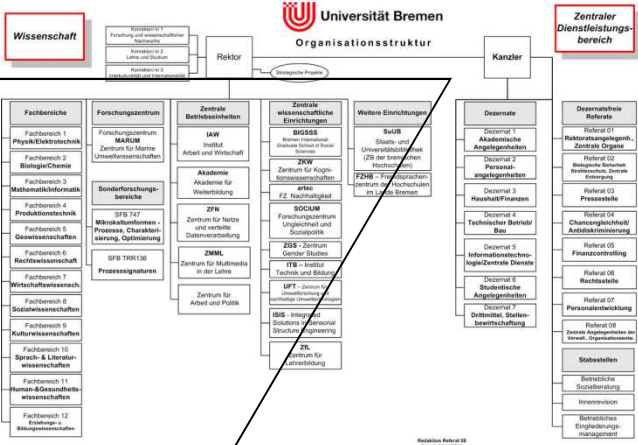 Universität Bremen
Organisationsstruktur
Wissenschaft
Konrektor/-in 1
Forschung und wissenschaftlicher
Nachwuchs
Konrektor/-in 2
Lehre und Studium
Konrektor/-in 3
Interkulturalität und Internationalität
Rektor
Strategische Projekte
Kanzler
Zentraler
Dienstleistungs-
bereich
Fachbereiche
Fachbereich 1
Physik/Elektrotechnik
Fachbereich 2
Biologie/Chemie
Fachbereich 3
Mathematik/Informatik
Fachbereich 4
Produktionstechnik
Fachbereich 5
Geowissenschaften
Fachbereich 6
Rechtswissenschaft
Fachbereich 7
Wirtschaftswissensch.
Fachbereich 8
Sozialwissenschaften
Fachbereich 9
Kulturwissenschaften
Fachbereich 10
Sprach- & Literatur-
wissenschaften
Fachbereich 11
Human-&Gesundheits-
wissenschaften
Fachbereich 12
Erziehungs- u.
Bildungswissenschaften
Forschungszentrum
Forschungszentrum
MARUM
Zentrum für Marine
Umweltwissenschaften
Sonderforschungs-
bereiche
SFB 747
Mikrokaltumformen -
Prozesse, Charakteri-
sierung, Optimierung
SFB TRR136
Prozesssignaturen
Zentrale
Betriebseinheiten
IAW
Institut
Arbeit und Wirtschaft
Akademie
Akademie für
Weiterbildung
ZFN
Zentrum für Netze
und verteilte
Datenverarbeitung
ZMML
Zentrum für Multimedia
in der Lehre
Zentrum für
Arbeit und Politik
Zentrale
wissenschaftliche
Einrichtungen
BIGSSS
Bremen International
Graduate School of Social
Sciences
ZKW
Zentrum für Kogni-
tionswissenschaften
artec
FZ Nachhaltigkeit
SOCIUM
Forschungszentrum
Ungleichheit und
Sozialpolitik
ZGS - Zentrum
Gender Studies
ITB – Institut
Technik und Bildung
UFT - Zentrum für
Umweltforschung und
nachhaltige Umwelttechnologien
ISIS - Integrated
Solutions in Sensorial
Structure Engineering
ZfL
Zentrum für
Lehrerbildung
Weitere Einrichtungen
SuUB
Staats- und
Universitätsbibliothek
(ZB der bremischen
Hochschulen)
FZHB – Fremdsprachen-
zentrum der Hochschulen
im Lande Bremen
Dezernate
Dezernat 1
Akademische
Angelegenheiten
Dezernat 2
Personal-
angelegenheiten
Dezernat 3
Haushalt/Finanzen
Dezernat 4
Technischer Betrieb/
Bau
Dezernat 5
Informationstechno-
logie/Zentrale Dienste
Dezernat 6
Studentische
Angelegenheiten
Dezernat 7
Drittmittel, Stellen-
bewirtschaftung
Dezernatsfreie
Referate
Referat 01
Rektoratsangelegenh.,
Zentrale Organe
Referat 02
Biologische Sicherheit
Strahlenschutz, Zentrale
Entsorgung
Referat 03
Pressestelle
Referat 04
Chancengleichheit/
Antidiskriminierung
Referat 05
Finanzcontrolling
Referat 06
Rechtsstelle
Referat 07
Personalentwicklung
Referat 08
Zentrale Angelegenheiten der
Verwalt., Organisationsentw.
Stabsstellen
Betriebliche
Sozialberatung
Innenrevision
Betriebliches
Eingliederungs-
management
Redaktion Referat 08